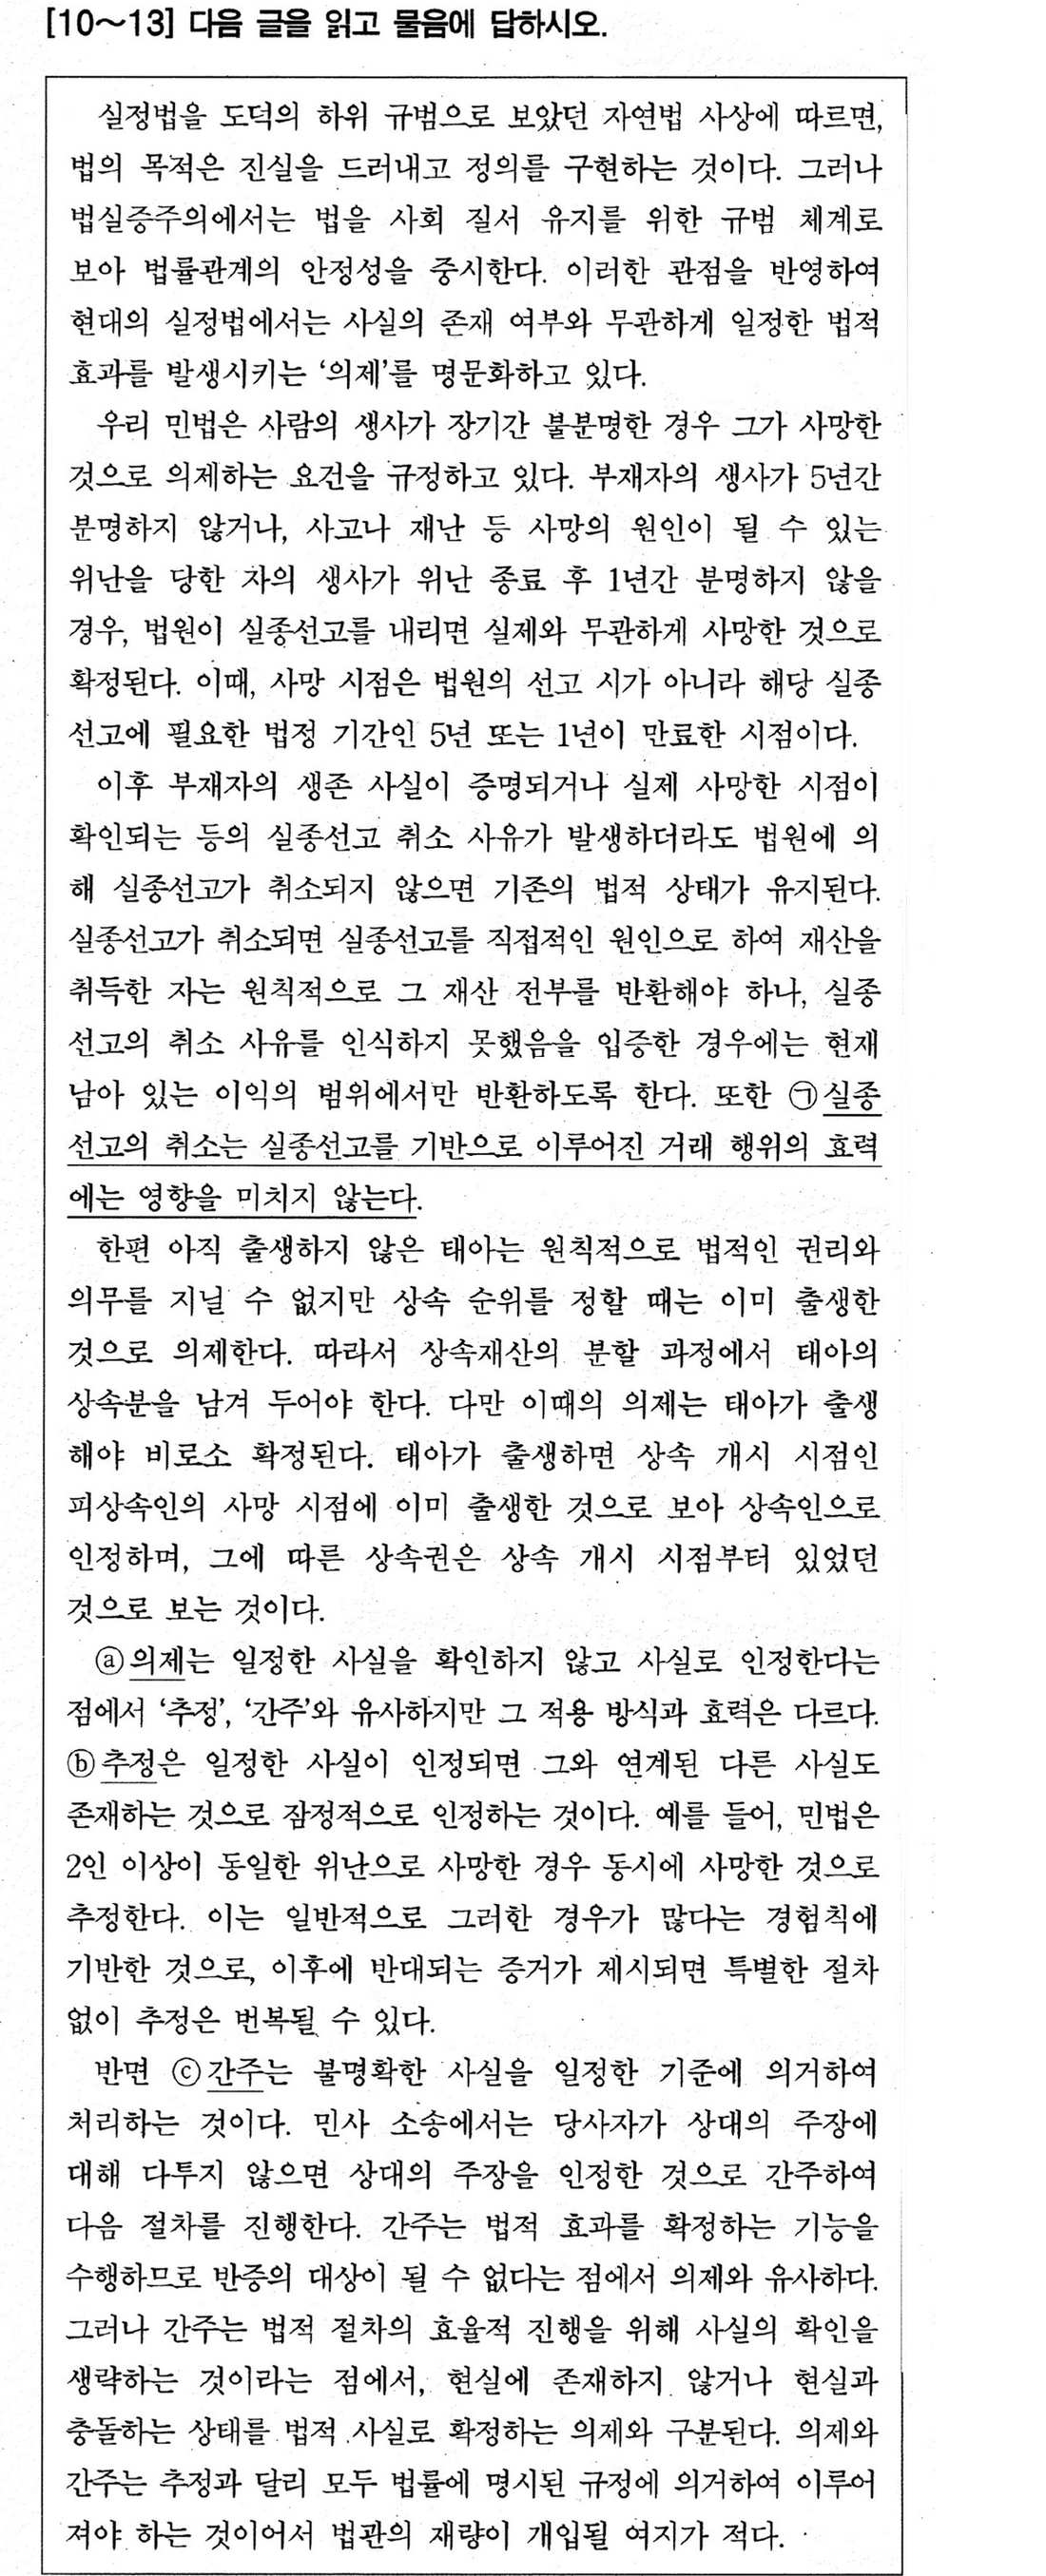 [10～13] 다음 글을 읽고 물음에 답하시오.
실정법을 도덕의 하위 규범으로 보았던 자연법 사상에 따르면,
법의 목적은 진실을 드러내고 정의를 구현하는 것이다. 그러나
법실증주의에서는 법을 사회 질서 유지를 위한 규범 체계로
보아 법률관계의 안정성을 중시한다. 이러한 관점을 반영하여
현대의 실정법에서는 사실의 존재 여부와 무관하게 일정한 법적
효과를 발생시키는 ‘의제’를 명문화하고 있다.
우리 민법은 사람의 생사가 장기간 불분명한 경우 그가 사망한
것으로 의제하는 요건을 규정하고 있다. 부재자의 생사가 5년간
분명하지 않거나, 사고나 재난 등 사망의 원인이 될 수 있는
위난을 당한 자의 생사가 위난 종료 후 1년간 분명하지 않을
경우, 법원이 실종선고를 내리면 실제와 무관하게 사망한 것으로
확정된다. 이때, 사망 시점은 법원의 선고 시가 아니라 해당 실종
선고에 필요한 법정 기간인 5년 또는 1년이 만료한 시점이다.
이후 부재자의 생존 사실이 증명되거나 실제 사망한 시점이
확인되는 등의 실종선고 취소 사유가 발생하더라도 법원에 의
해 실종선고가 취소되지 않으면 기존의 법적 상태가 유지된다.
실종선고가 취소되면 실종선고를 직접적인 원인으로 하여 재산을
취득한 자는 원칙적으로 그 재산 전부를 반환해야 하나, 실종
선고의 취소 사유를 인식하지 못했음을 입증한 경우에는 현재
남아 있는 이익의 범위에서만 반환하도록 한다. 또한 ㉠실종
선고의 취소는 실종선고를 기반으로 이루어진 거래 행위의 효력
에는 영향을 미치지 않는다.
한편 아직 출생하지 않은 태아는 원칙적으로 법적인 권리와
의무를 지닐 수 없지만 상속 순위를 정할 때는 이미 출생한
것으로 의제한다. 따라서 상속재산의 분할 과정에서 태아의
상속분을 남겨 두어야 한다. 다만 이때의 의제는 태아가 출생
해야 비로소 확정된다. 태아가 출생하면 상속 개시 시점인
피상속인의 사망 시점에 이미 출생한 것으로 보아 상속인으로
인정하며, 그에 따른 상속권은 상속 개시 시점부터 있었던
것으로 보는 것이다.
ⓐ의제는 일정한 사실을 확인하지 않고 사실로 인정한다는
점에서 ‘추정’, ‘간주’와 유사하지만 그 적용 방식과 효력은 다르다.
ⓑ추정은 일정한 사실이 인정되면 그와 연계된 다른 사실도
존재하는 것으로 잠정적으로 인정하는 것이다. 예를 들어, 민법은
2인 이상이 동일한 위난으로 사망한 경우 동시에 사망한 것으로
추정한다. 이는 일반적으로 그러한 경우가 많다는 경험칙에
기반한 것으로, 이후에 반대되는 증거가 제시되면 특별한 절차
없이 추정은 번복될 수 있다.
반면 ⓒ간주는 불명확한 사실을 일정한 기준에 의거하여
처리하는 것이다. 민사 소송에서는 당사자가 상대의 주장에
대해 다투지 않으면 상대의 주장을 인정한 것으로 간주하여
다음 절차를 진행한다. 간주는 법적 효과를 확정하는 기능을
수행하므로 반증의 대상이 될 수 없다는 점에서 의제와 유사하다.
그러나 간주는 법적 절차의 효율적 진행을 위해 사실의 확인을
생략하는 것이라는 점에서, 현실에 존재하지 않거나 현실과
충돌하는 상태를 법적 사실로 확정하는 의제와 구분된다. 의제와
간주는 추정과 달리 모두 법률에 명시된 규정에 의거하여 이루어
져야 하는 것이어서 법관의 재량이 개입될 여지가 적다.